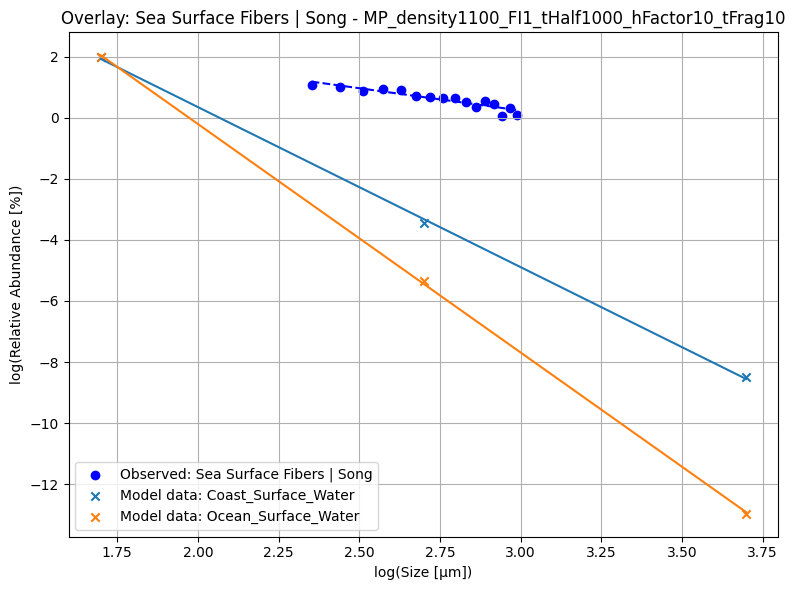 Overlay: Sea Surface Fibers | Song - MP_density1100_FI1_tHalf1000_hFactor10_tFrag10
log(Relative Abundance [%])
2
0
−2
−4
−6
−8
−10
−12
Observed: Sea Surface Fibers | Song
Model data: Coast_Surface_Water
Model data: Ocean_Surface_Water
1.75 2.00 2.25 2.50 2.75 3.00 3.25 3.50 3.75
log(Size [μm])